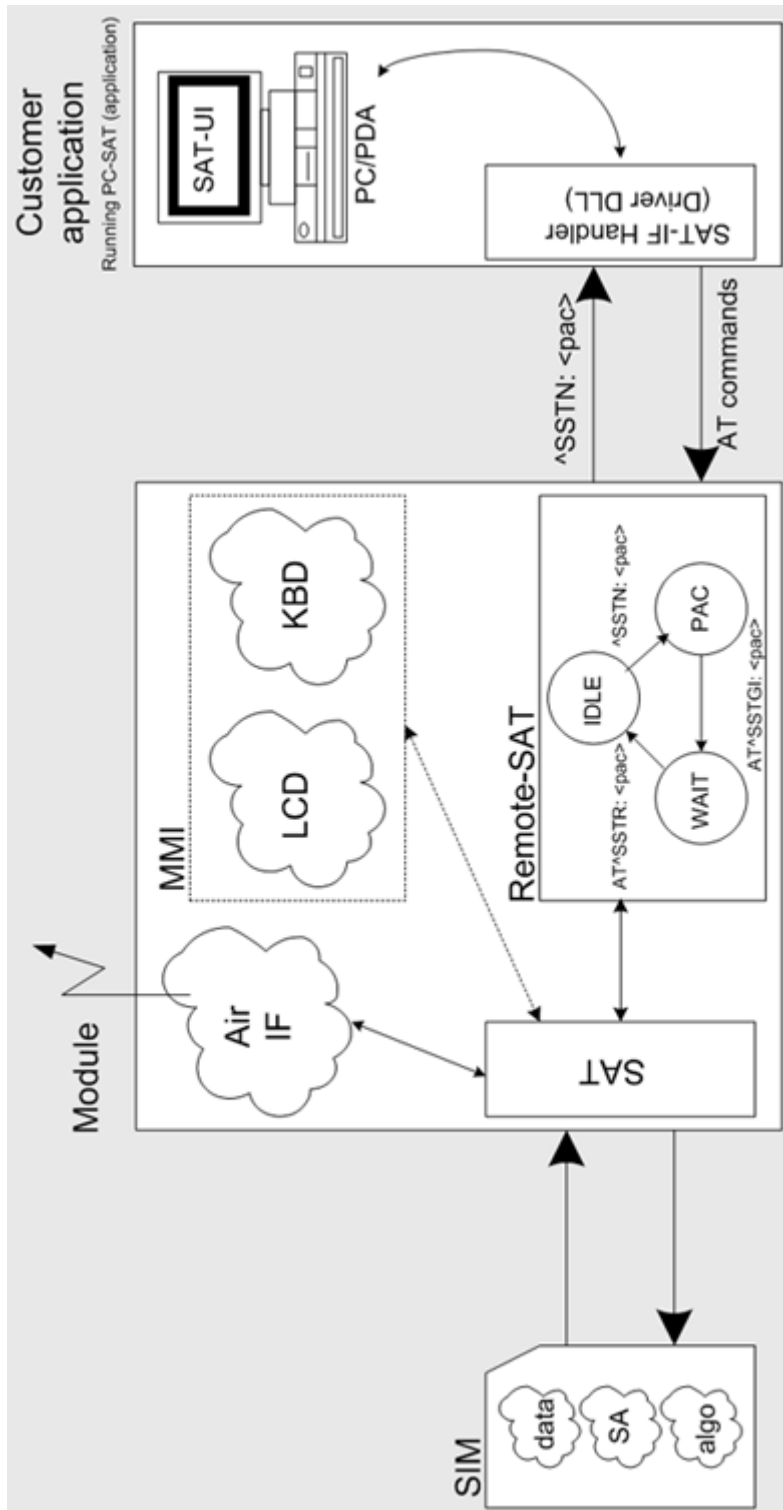 SIM
data
SA
algo
Module
Air
IF
SAT
MMI
LCD
KBD
Remote-SAT
IDLE
PAC
WAIT
AT^SSTR: <pac>
^SSTN: <pac>
AT^SSTGI: <pac>
^SSTN: <pac>
AT commands
Customer
application
Running PC-SAT (application)
SAT-UI
PC/PDA
SAT-IF Handler
(Driver DLL)